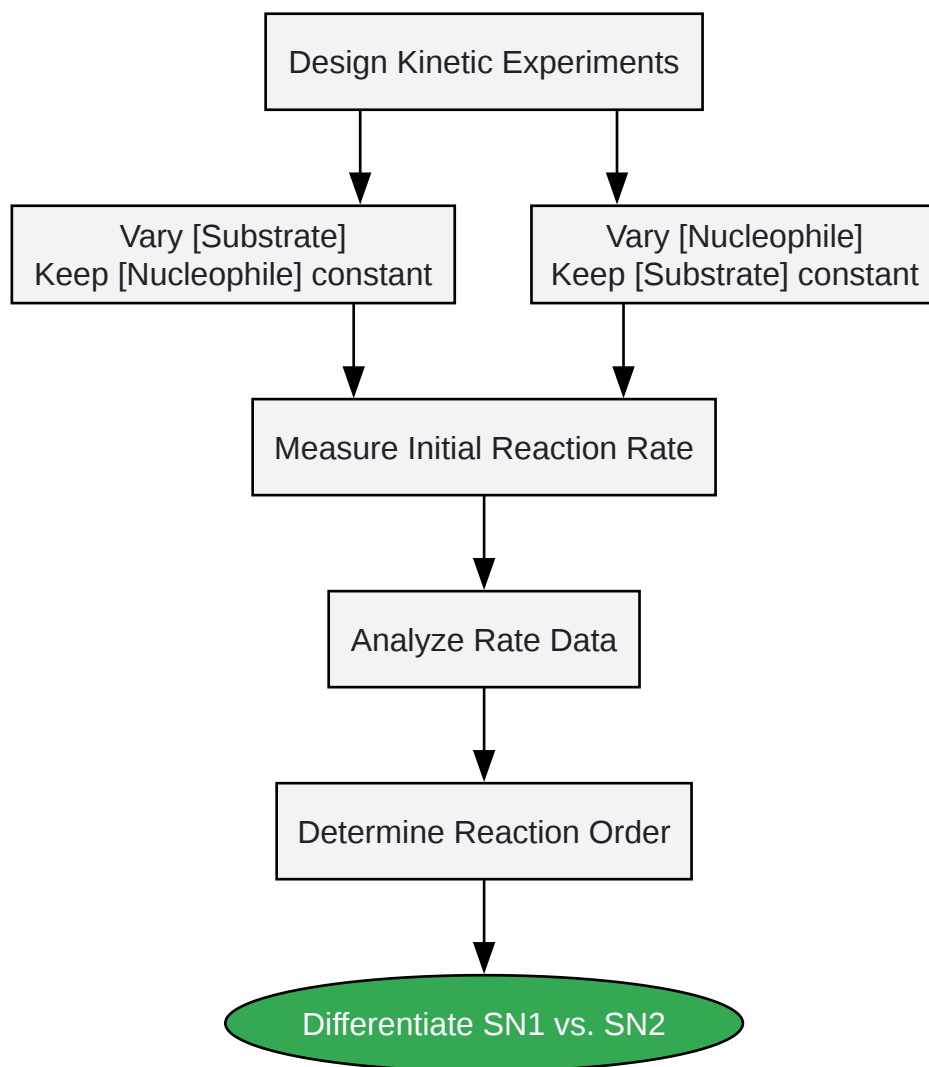 Design Kinetic Experiments
Vary [Substrate]
Keep [Nucleophile] constant
Vary [Nucleophile]
Keep [Substrate] constant
Measure Initial Reaction Rate
Analyze Rate Data
Determine Reaction Order
Differentiate SN1 vs. SN2